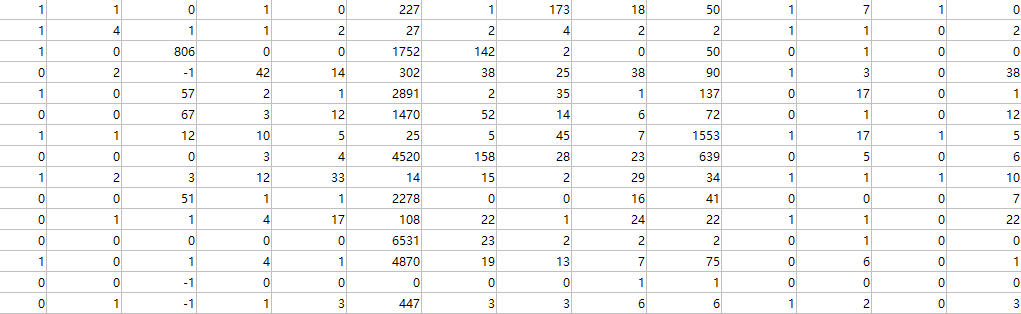 1 1 0 1 0 227 1 173 18 50 1 7 1 0
1 4 1 1 2 27 2 4 2 2 1 1 0 2
1 0 806 0 0 1752 142 2 0 50 0 1 0 0
0 2 -1 42 14 302 38 25 38 90 1 3 0 38
1 0 57 2 1 2891 2 35 1 137 0 17 0 1
0 0 67 3 12 1470 52 14 6 72 0 1 0 12
1 1 12 10 5 25 5 45 7 1553 1 17 1 5
0 0 0 3 4 4520 158 28 23 639 0 5 0 6
1 2 3 12 33 14 15 2 29 34 1 1 1 10
0 0 51 1 1 2278 0 0 16 41 0 0 0 7
0 1 1 4 17 108 22 1 24 22 1 1 0 22
0 0 0 0 0 6531 23 2 2 2 0 1 0 0
1 0 1 4 1 4870 19 13 7 75 0 6 0 1
0 0 -1 0 0 0 0 0 1 1 0 0 0 0
0 1 -1 1 3 447 3 3 6 6 1 2 0 3